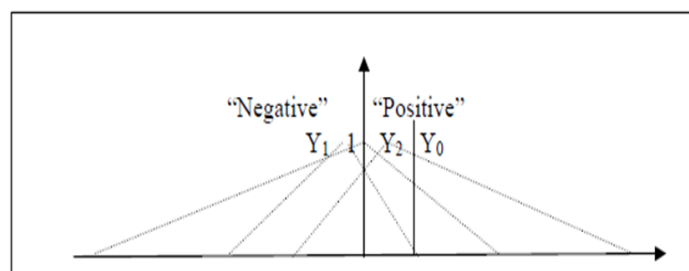 “Negative” “Positive”
Y₁ 1 Y₂ Y₀